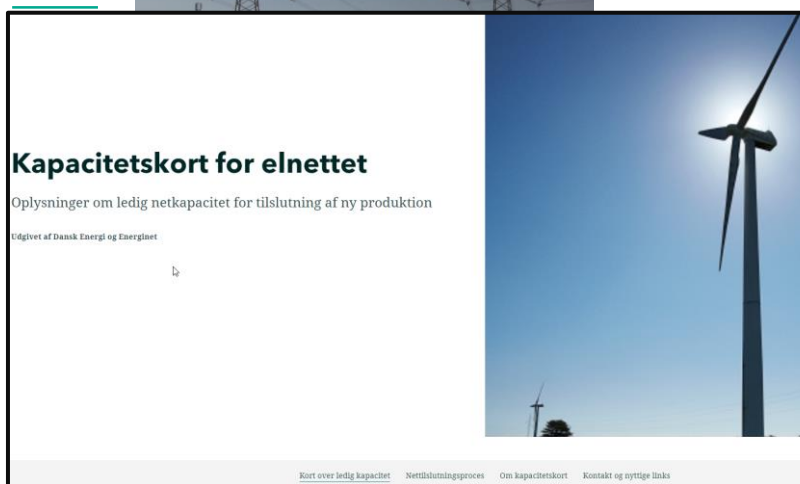 Kapacitetskort for elnettet
Oplysninger om ledig netkapacitet for tilslutning af ny produktion
Udgivet af Dansk Energi og Energinet
Kort over ledig kapacitet Nettilslutningsproces Om kapacitetskort Kontakt og nyttige links